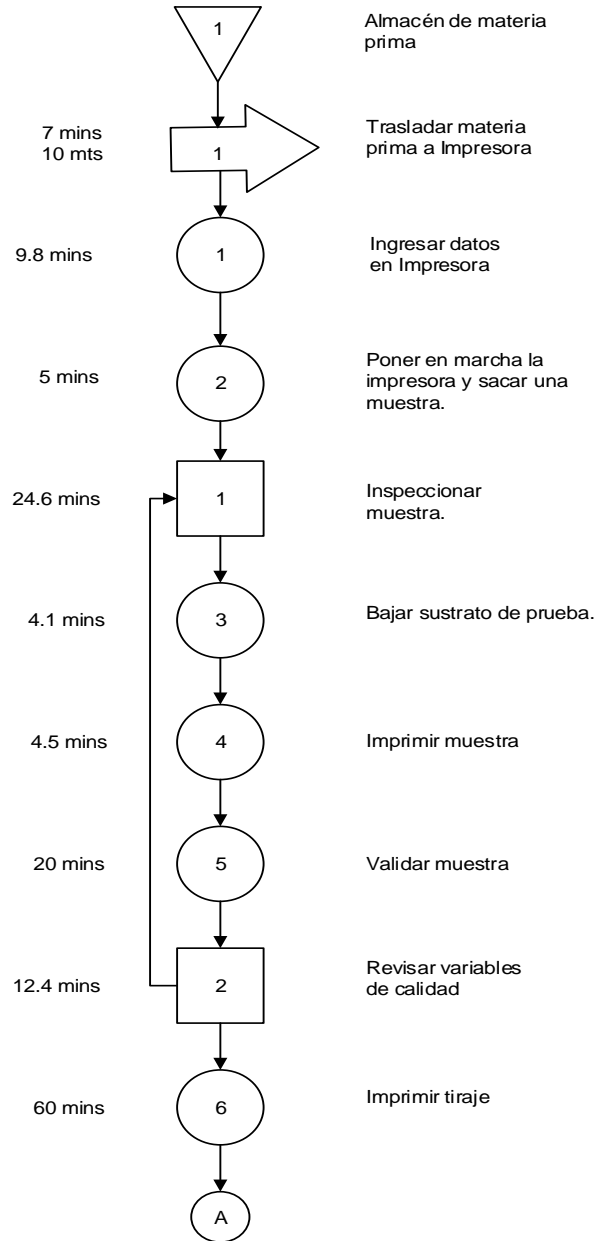 1
Almacén de materia
prima
7 mins
10 mts
1
Trasladar materia
prima a Impresora
9.8 mins
1
Ingresar datos
en Impresora
5 mins
2
Poner en marcha la
impresora y sacar una
muestra.
24.6 mins
1
Inspeccionar
muestra.
4.1 mins
3
Bajar sustrato de prueba.
4.5 mins
4
Imprimir muestra
20 mins
5
Validar muestra
12.4 mins
2
Revisar variables
de calidad
60 mins
6
Imprimir tiraje
A